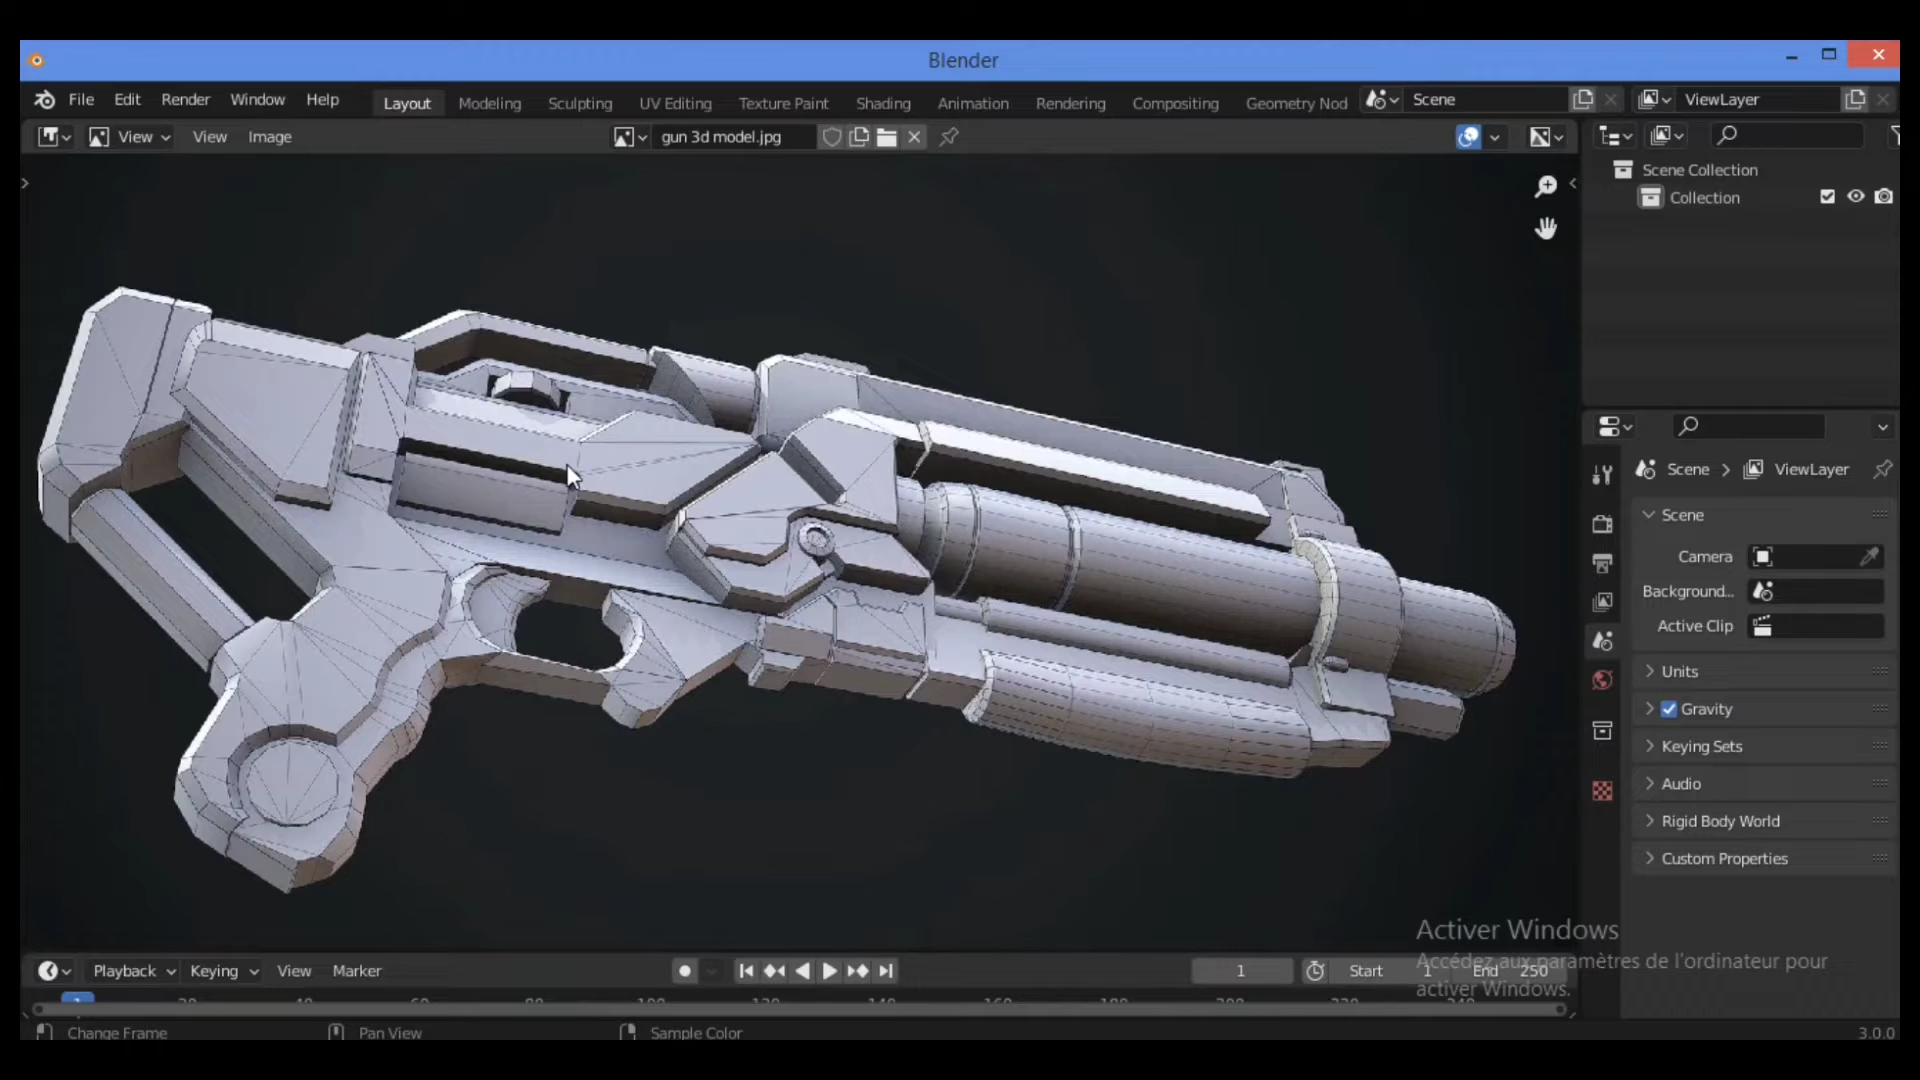 Blender
File Edit Render Window Help Layout Modeling Sculpting UV Editing Texture Paint Shading Animation Rendering Compositing Geometry Nod Scene ViewLayer
View View Image gun 3d model.jpg
Scene Collection
Collection
Scene ViewLayer
Scene
Camera
Background...
Active Clip
Units
Gravity
Keying Sets
Audio
Rigid Body World
Custom Properties
Activer Windows
Accédez aux paramètres de l'ordinateur pour
activer Windows.
Playback Keying View Marker 1 Start 1 End 250
1
Change Frame Pan View Sample Color 3.0.0